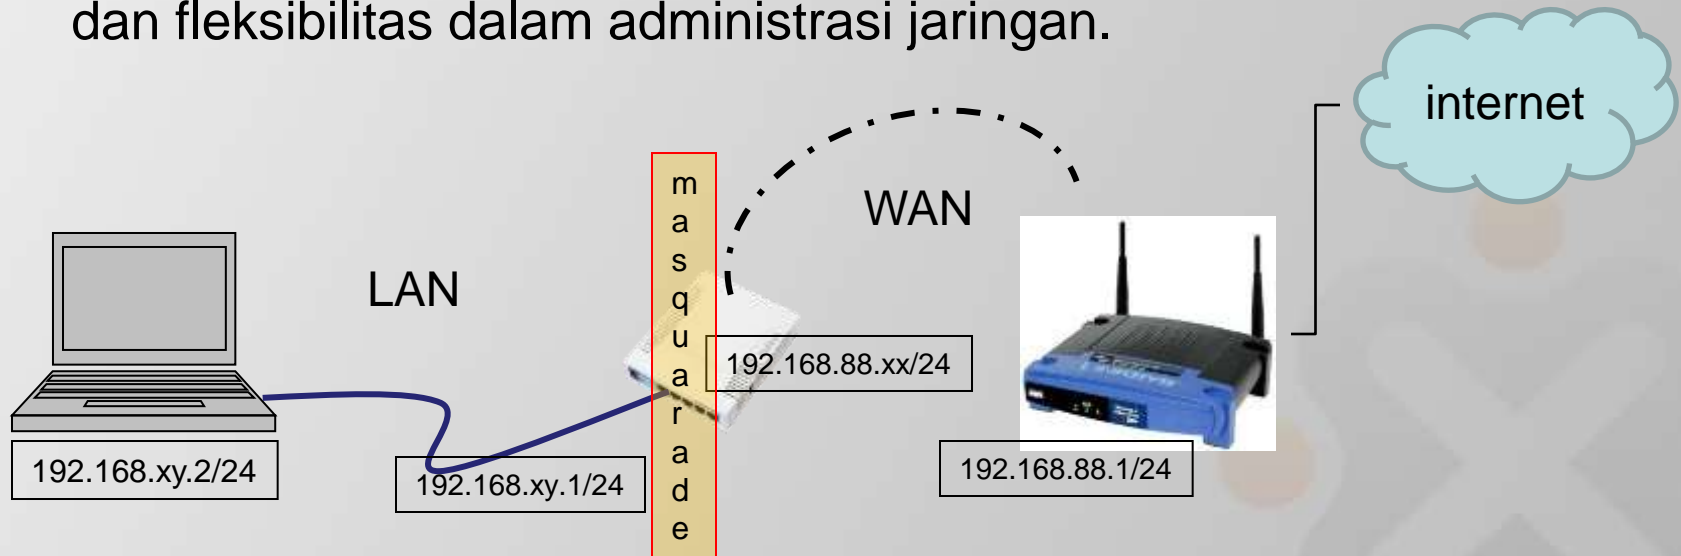 dan fleksibilitas dalam administrasi jaringan.
internet
WAN
LAN
m
a
s
q
u
a
r
a
d
e
192.168.88.xx/24
192.168.xy.2/24
192.168.xy.1/24
192.168.88.1/24